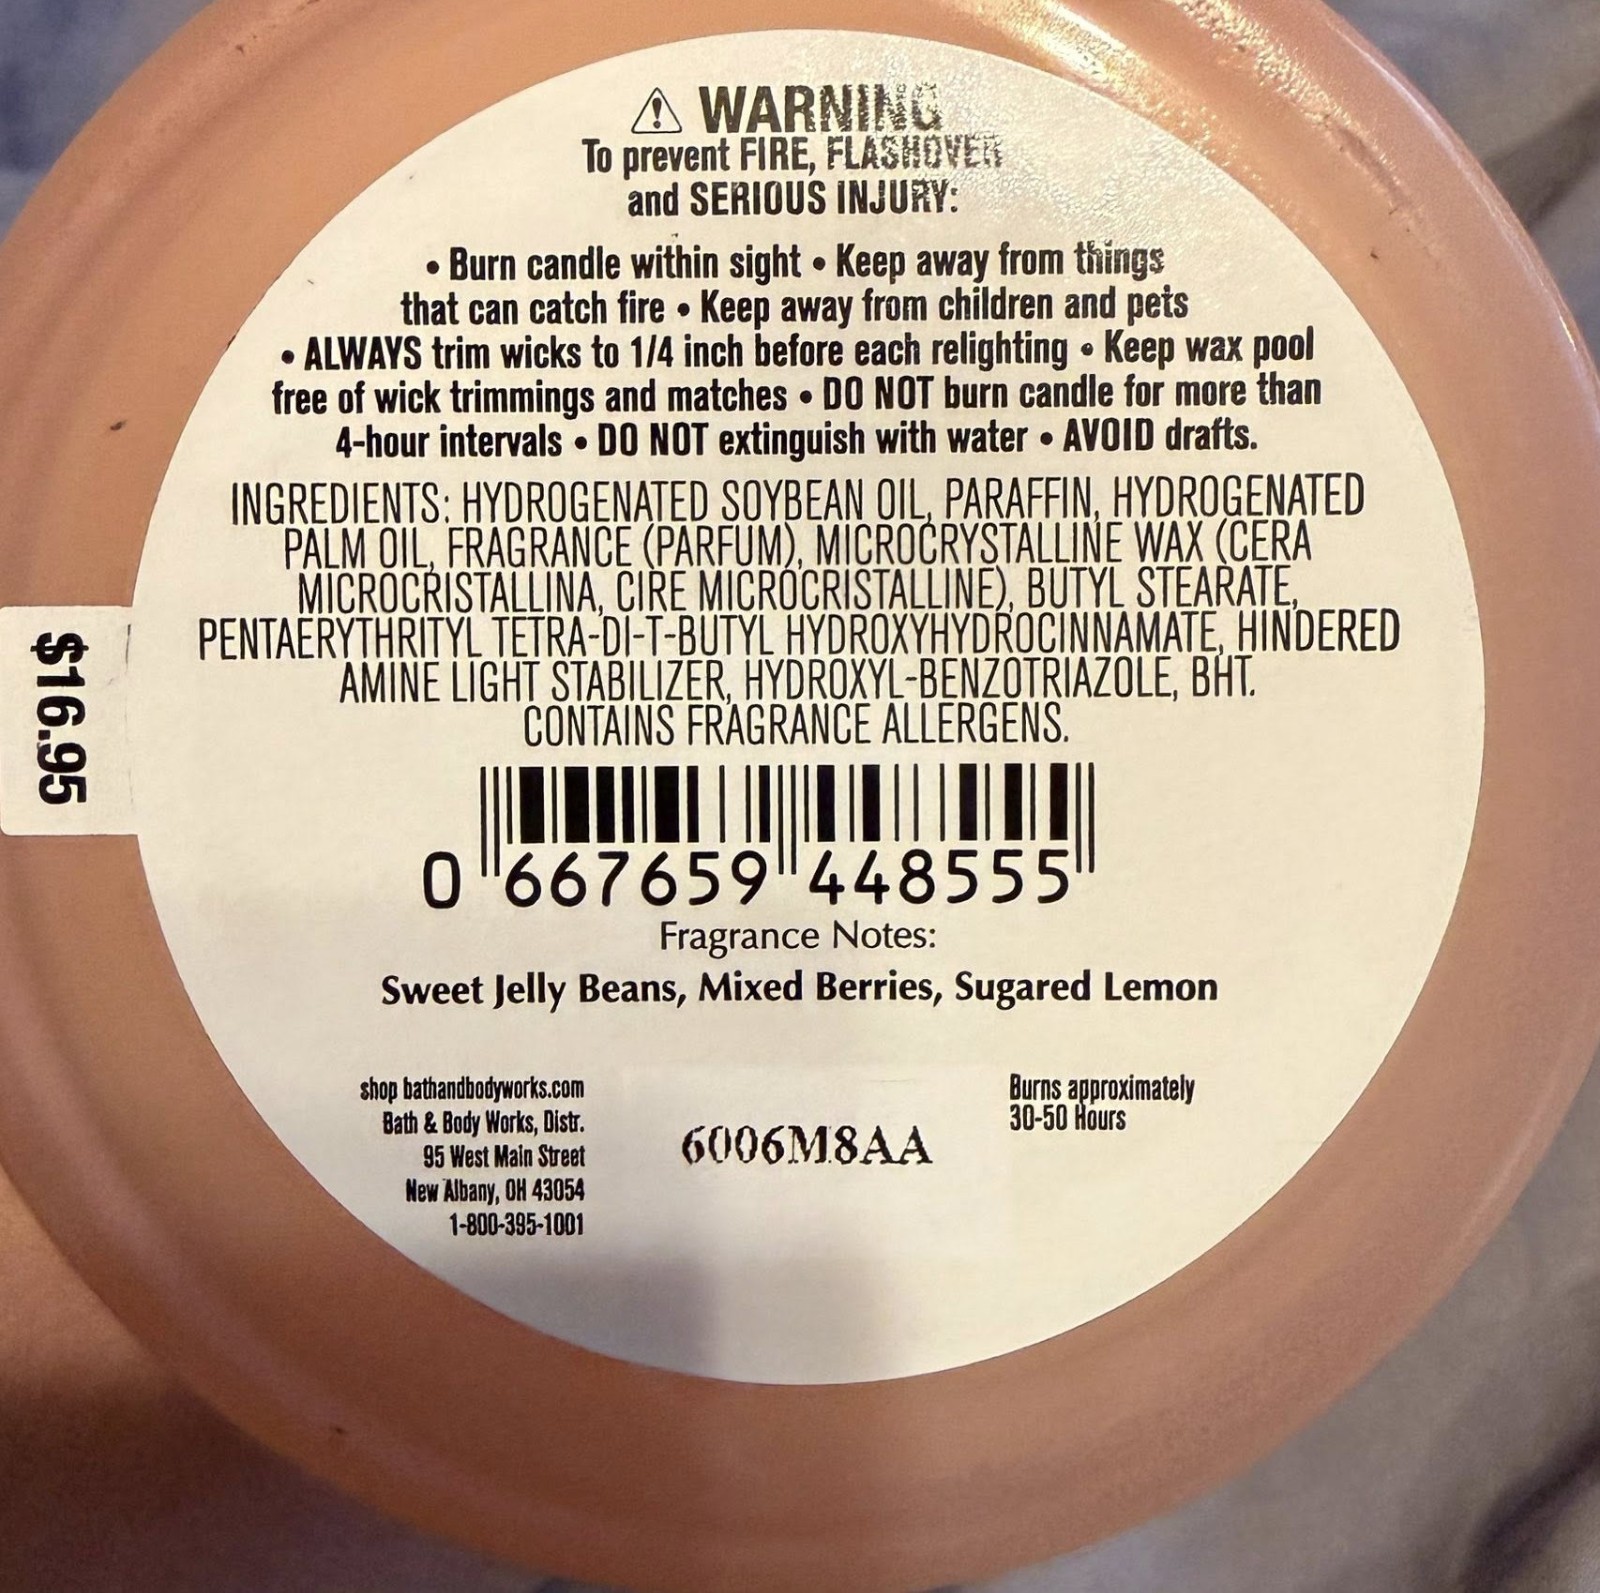 ⚠ WARNING
To prevent FIRE, FLASHOVER
and SERIOUS INJURY:
• Burn candle within sight • Keep away from things
that can catch fire • Keep away from children and pets
• ALWAYS trim wicks to 1/4 inch before each relighting • Keep wax pool
free of wick trimmings and matches • DO NOT burn candle for more than
4-hour intervals • DO NOT extinguish with water • AVOID drafts.
INGREDIENTS: HYDROGENATED SOYBEAN OIL, PARAFFIN, HYDROGENATED
PALM OIL, FRAGRANCE (PARFUM), MICROCRYSTALLINE WAX (CERA
MICROCRISTALLINA, CIRE MICROCRISTALLINE), BUTYL STEARATE,
PENTAERYTHRITYL TETRA-DI-T-BUTYL HYDROXYHYDROCINNAMATE, HINDERED
AMINE LIGHT STABILIZER, HYDROXYL-BENZOTRIAZOLE, BHT.
CONTAINS FRAGRANCE ALLERGENS.
$16.95
0 667659 448555
Fragrance Notes:
Sweet Jelly Beans, Mixed Berries, Sugared Lemon
shop bathandbodyworks.com
Bath & Body Works, Distr.
95 West Main Street
New Albany, OH 43054
1-800-395-1001
6006M8AA
Burns approximately
30-50 Hours